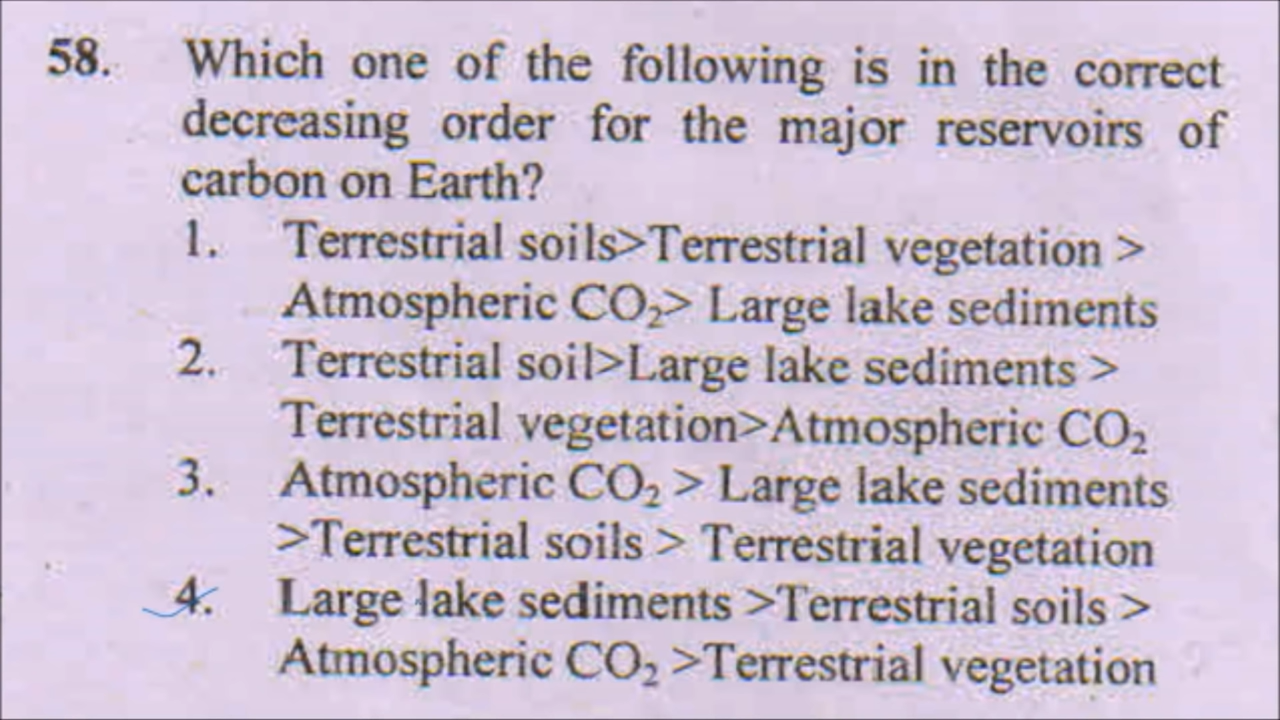 58. Which one of the following is in the correct
decreasing order for the major reservoirs of
carbon on Earth?
1. Terrestrial soils>Terrestrial vegetation >
Atmospheric CO₂> Large lake sediments
2. Terrestrial soil>Large lake sediments >
Terrestrial vegetation>Atmospheric CO₂
3. Atmospheric CO₂ > Large lake sediments
>Terrestrial soils > Terrestrial vegetation
4. Large lake sediments >Terrestrial soils >
Atmospheric CO₂ >Terrestrial vegetation